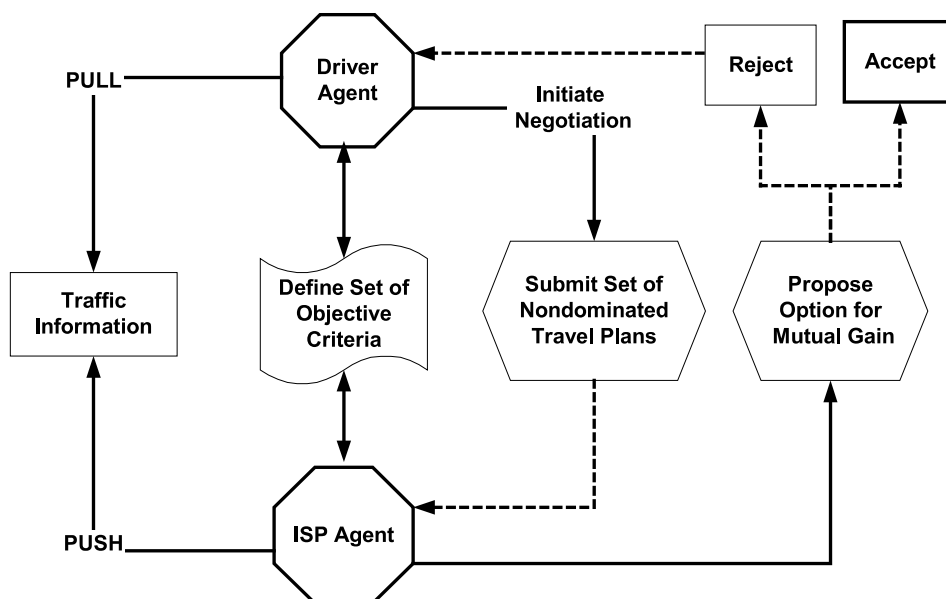 PULL
Driver
Agent
Initiate
Negotiation
Reject
Accept
Traffic
Information
Define Set of
Objective
Criteria
Submit Set of
Nondominated
Travel Plans
Propose
Option for
Mutual Gain
PUSH
ISP Agent